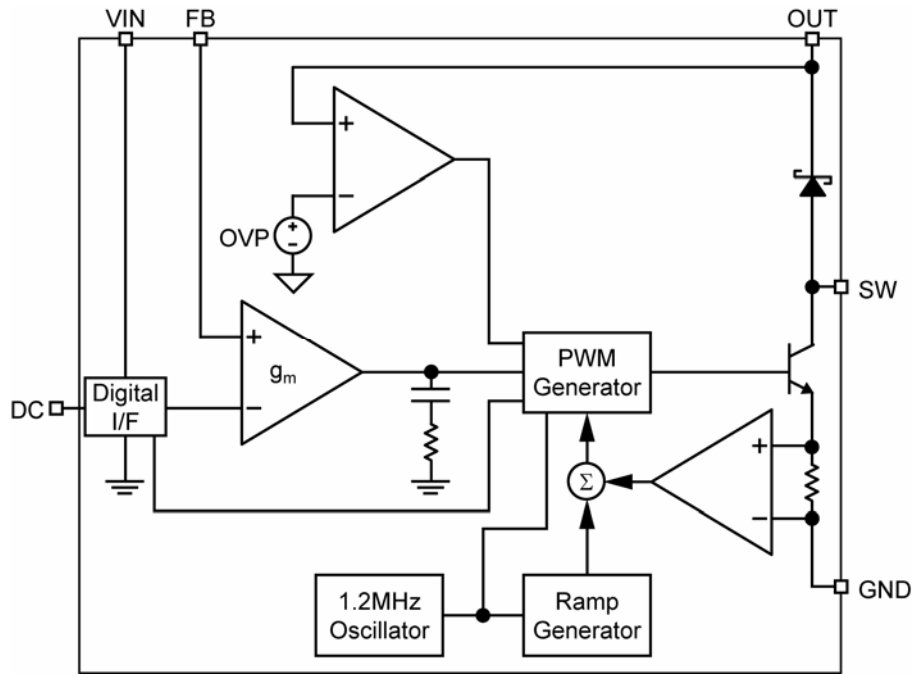 VIN FB OUT
+
−
OVP
+
−
SW
+
gm
−
PWM
Generator
DC
Digital
I/F
Σ
+
−
GND
1.2MHz
Oscillator
Ramp
Generator